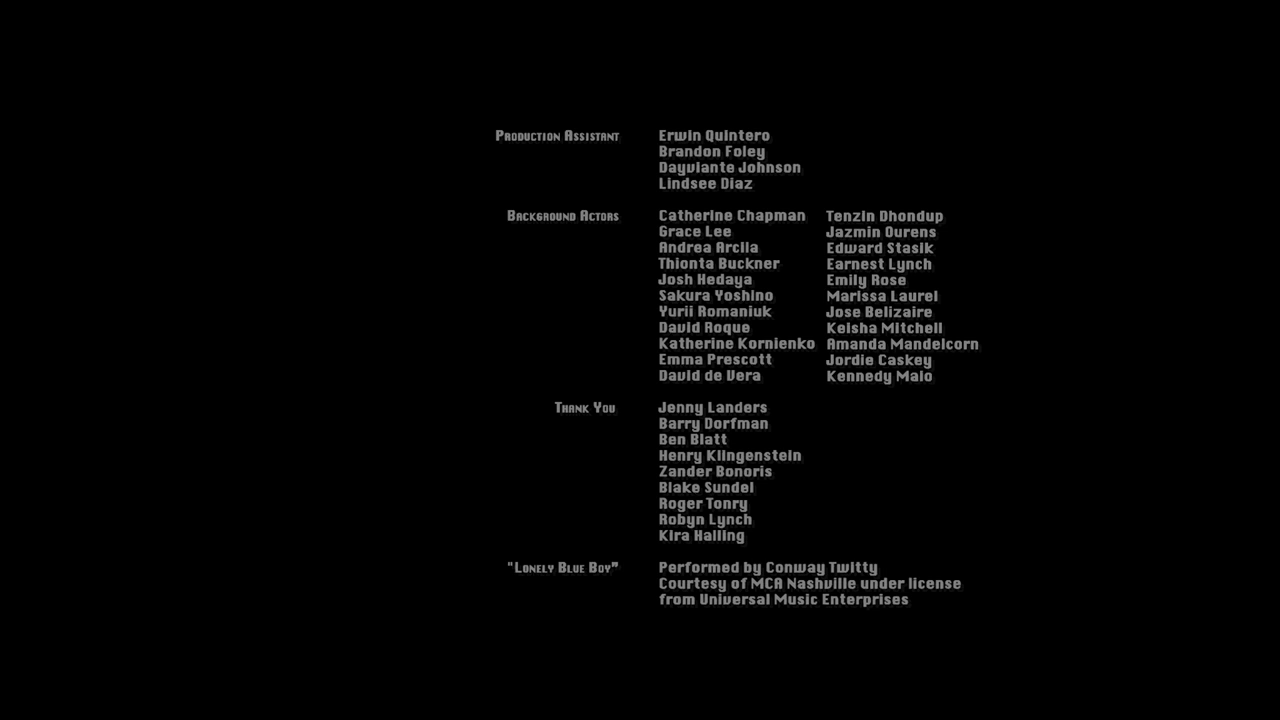 Production Assistant Erwin Quintero
Brandon Foley
Dayviante Johnson
Lindsee Diaz
Background Actors Catherine Chapman Tenzin Dhondup
Grace Lee Jazmin Ourens
Andrea Arcila Edward Stasik
Thionta Buckner Earnest Lynch
Josh Hedaya Emily Rose
Sakura Yoshino Marissa Laurel
Yurii Romaniuk Jose Belizaire
David Roque Keisha Mitchell
Katherine Kornienko Amanda Mandelcorn
Emma Prescott Jordie Caskey
David de Vera Kennedy Maio
Thank You Jenny Landers
Barry Dorfman
Ben Blatt
Henry Klingenstein
Zander Bonoris
Blake Sundel
Roger Tonry
Robyn Lynch
Kira Hailing
"Lonely Blue Boy" Performed by Conway Twitty
Courtesy of MCA Nashville under license
from Universal Music Enterprises